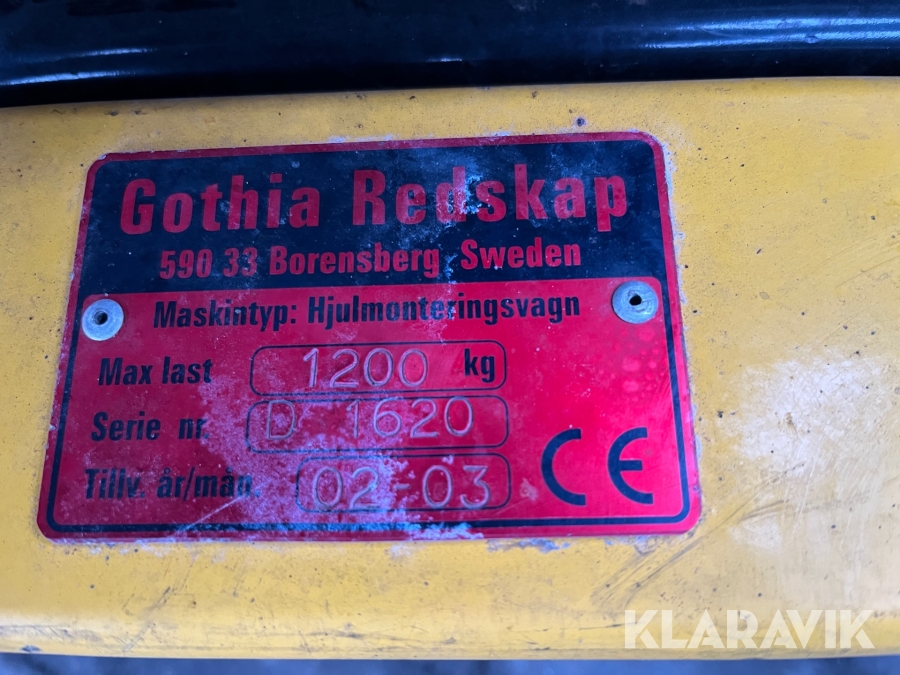 Gothia Redskap
590 33 Borensberg Sweden
Maskintyp: Hjulmonteringsvagn
Max last 1200 kg
Serie nr. D 1620
Tillv. år/mån. 02-03
CE
KLARAVIK